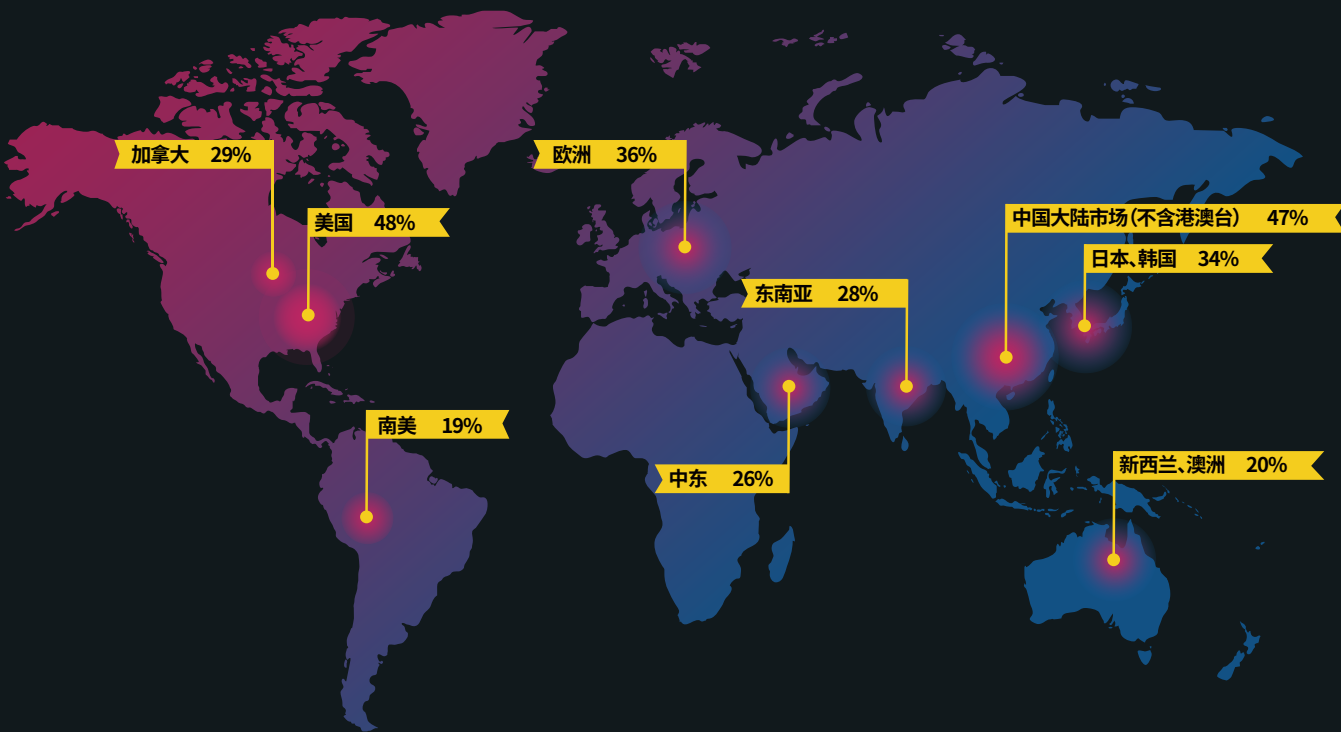 加拿大 29%
欧洲 36%
美国 48%
中国大陆市场（不含港澳台） 47%
日本、韩国 34%
东南亚 28%
南美 19%
中东 26%
新西兰、澳洲 20%